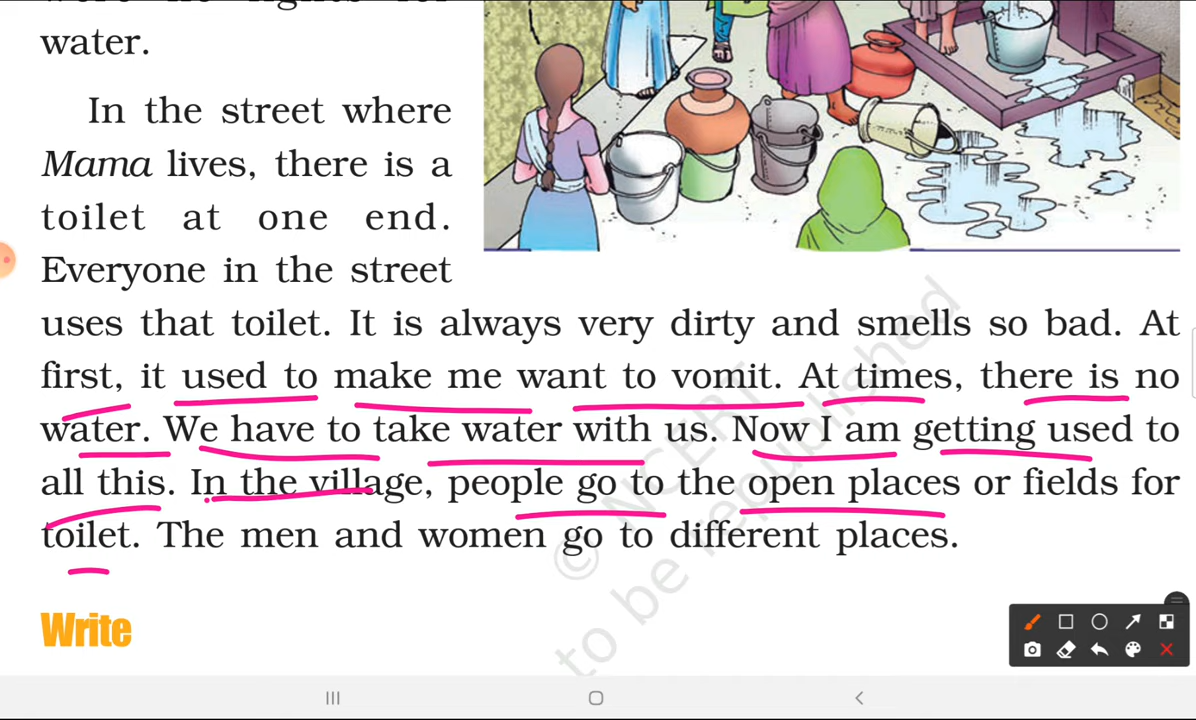 water.
In the street where
Mama lives, there is a
toilet at one end.
Everyone in the street
uses that toilet. It is always very dirty and smells so bad. At
first, it used to make me want to vomit. At times, there is no
water. We have to take water with us. Now I am getting used to
all this. In the village, people go to the open places or fields for
toilet. The men and women go to different places.
© NCERT
to be republished
Write